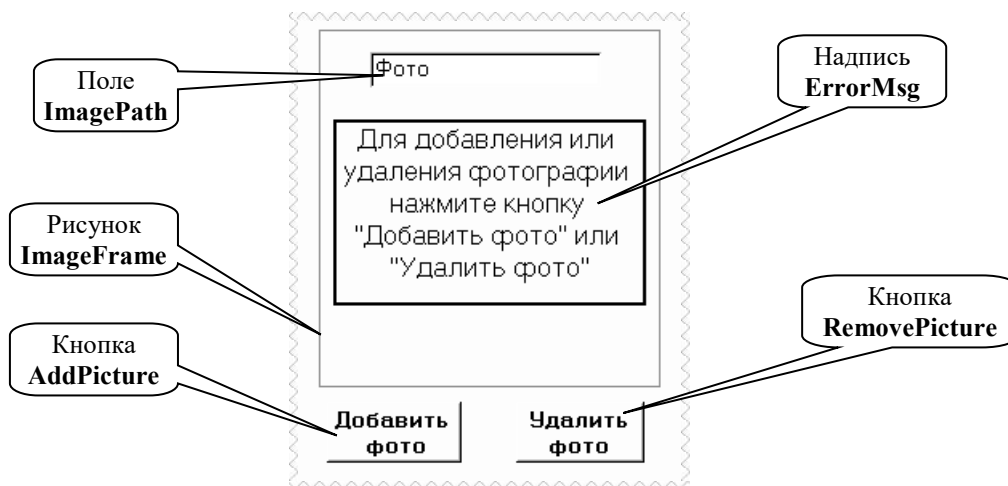 Поле
ImagePath
Фото
Надпись
ErrorMsg
Для добавления или
удаления фотографии
нажмите кнопку
"Добавить фото" или
"Удалить фото"
Рисунок
ImageFrame
Кнопка
RemovePicture
Кнопка
AddPicture
Добавить
фото
Удалить
фото